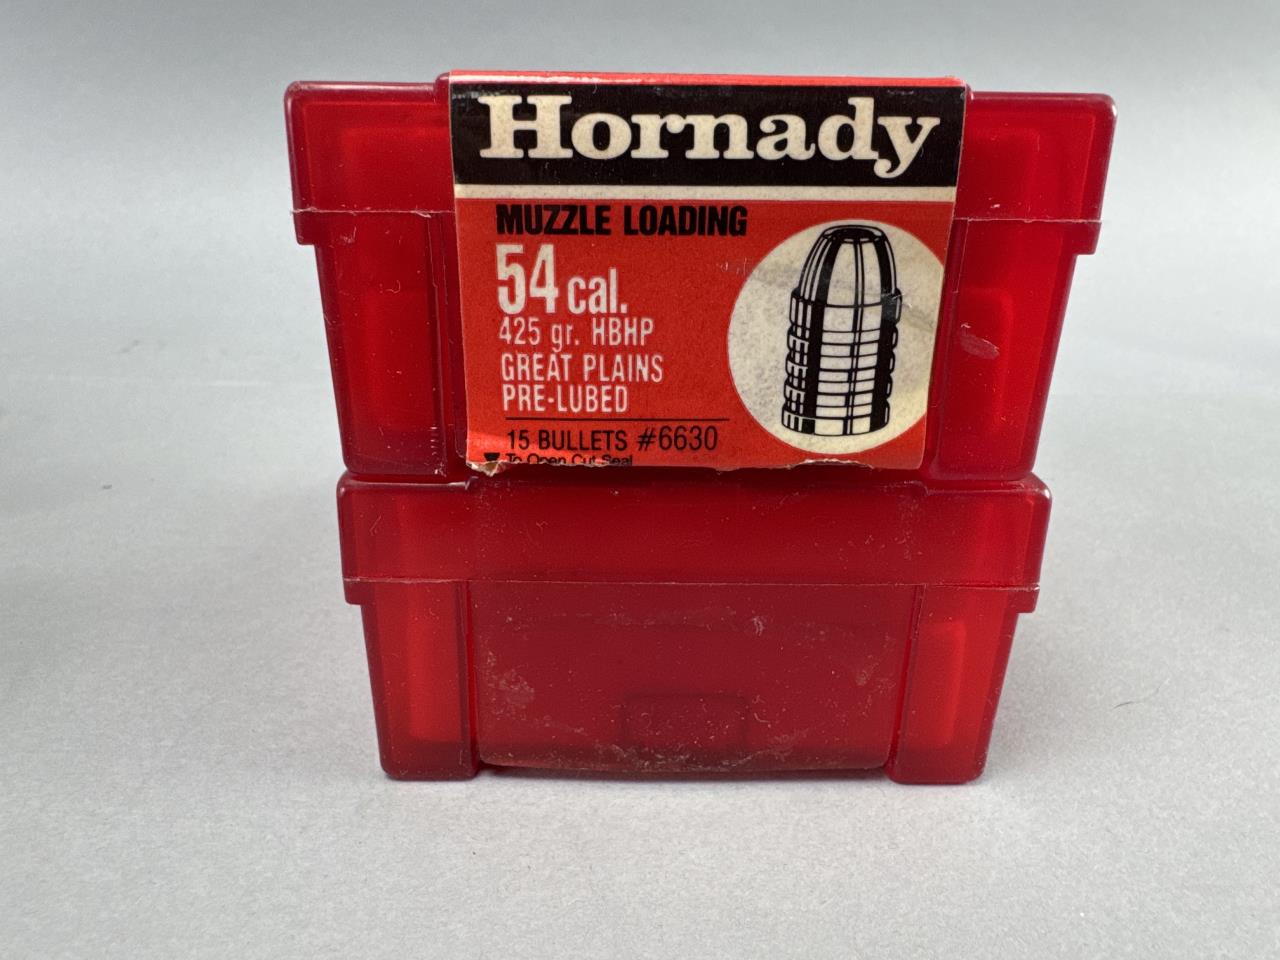 Hornady
MUZZLE LOADING
54 cal.
425 gr. HBHP
GREAT PLAINS
PRE-LUBED
15 BULLETS #6630
To Open Cut Seal